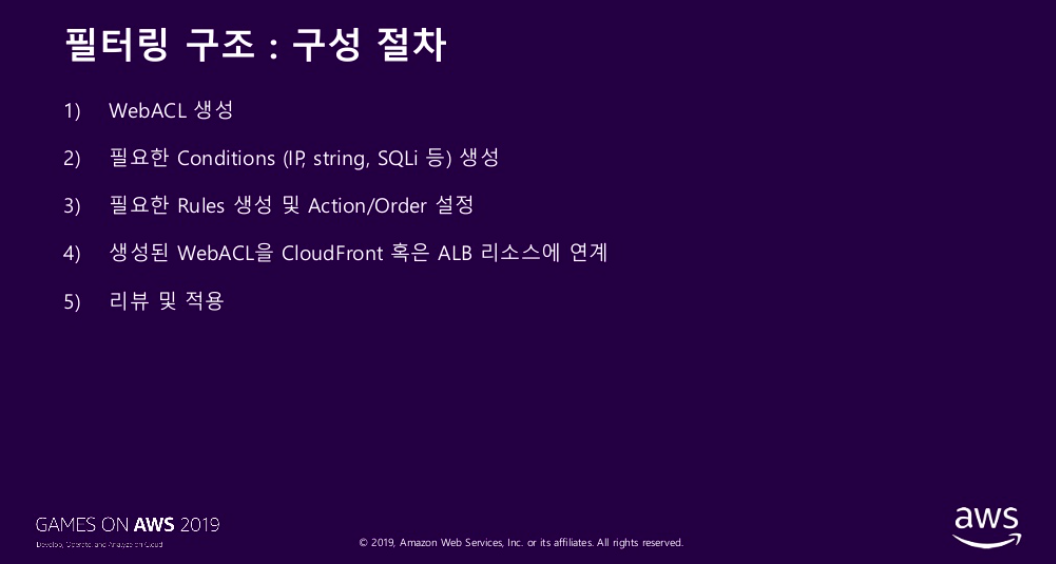 필터링 구조 : 구성 절차
1) WebACL 생성
2) 필요한 Conditions (IP, string, SQLi 등) 생성
3) 필요한 Rules 생성 및 Action/Order 설정
4) 생성된 WebACL을 CloudFront 혹은 ALB 리소스에 연계
5) 리뷰 및 적용
GAMES ON AWS 2019
Develop, Operate, and Analyze on Cloud
© 2019, Amazon Web Services, Inc. or its affiliates. All rights reserved.
aws